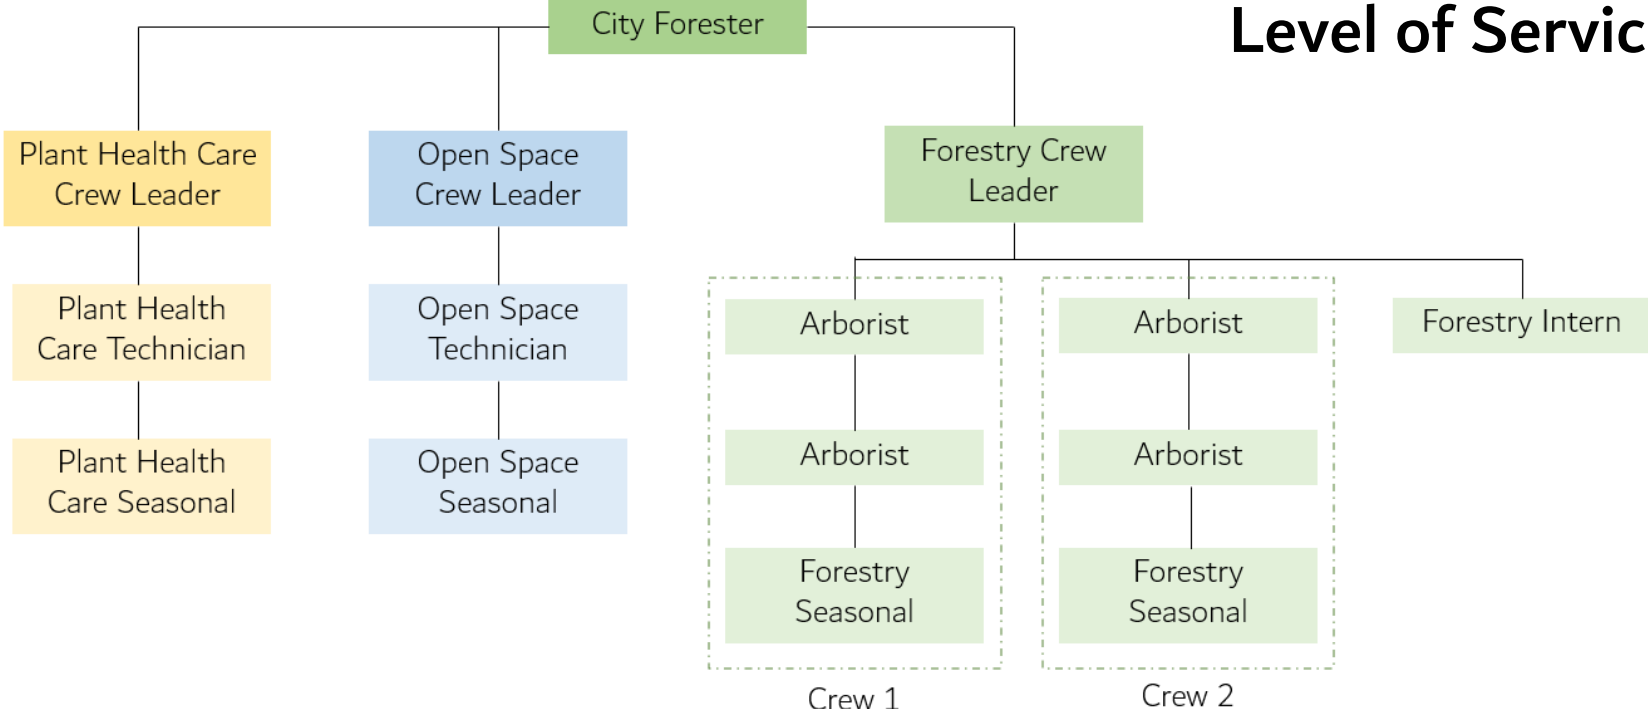 City Forester
Level of Servic
Plant Health Care
Crew Leader
Open Space
Crew Leader
Forestry Crew
Leader
Plant Health
Care Technician
Open Space
Technician
Arborist
Arborist
Forestry Intern
Plant Health
Care Seasonal
Open Space
Seasonal
Arborist
Arborist
Forestry
Seasonal
Forestry
Seasonal
Crew 1
Crew 2